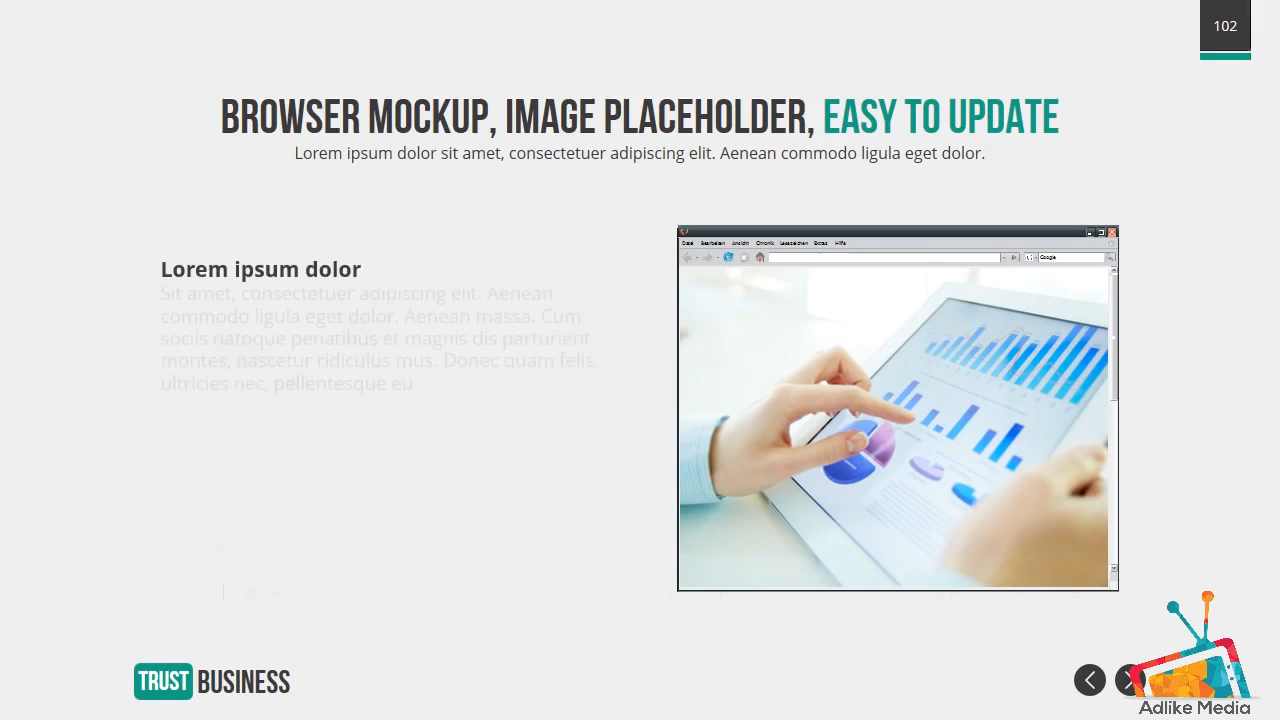 102
BROWSER MOCKUP, IMAGE PLACEHOLDER, EASY TO UPDATE
Lorem ipsum dolor sit amet, consectetuer adipiscing elit. Aenean commodo ligula eget dolor.
Lorem ipsum dolor
Sit amet, consectetuer adipiscing elit. Aenean
commodo ligula eget dolor. Aenean massa. Cum
sociis natoque penatibus et magnis dis parturient
montes, nascetur ridiculus mus. Donec quam felis,
ultricies nec, pellentesque eu
Datei Bearbeiten Ansicht Chronik Lesezeichen Extras Hilfe
Google
TRUST BUSINESS
Adlike Media